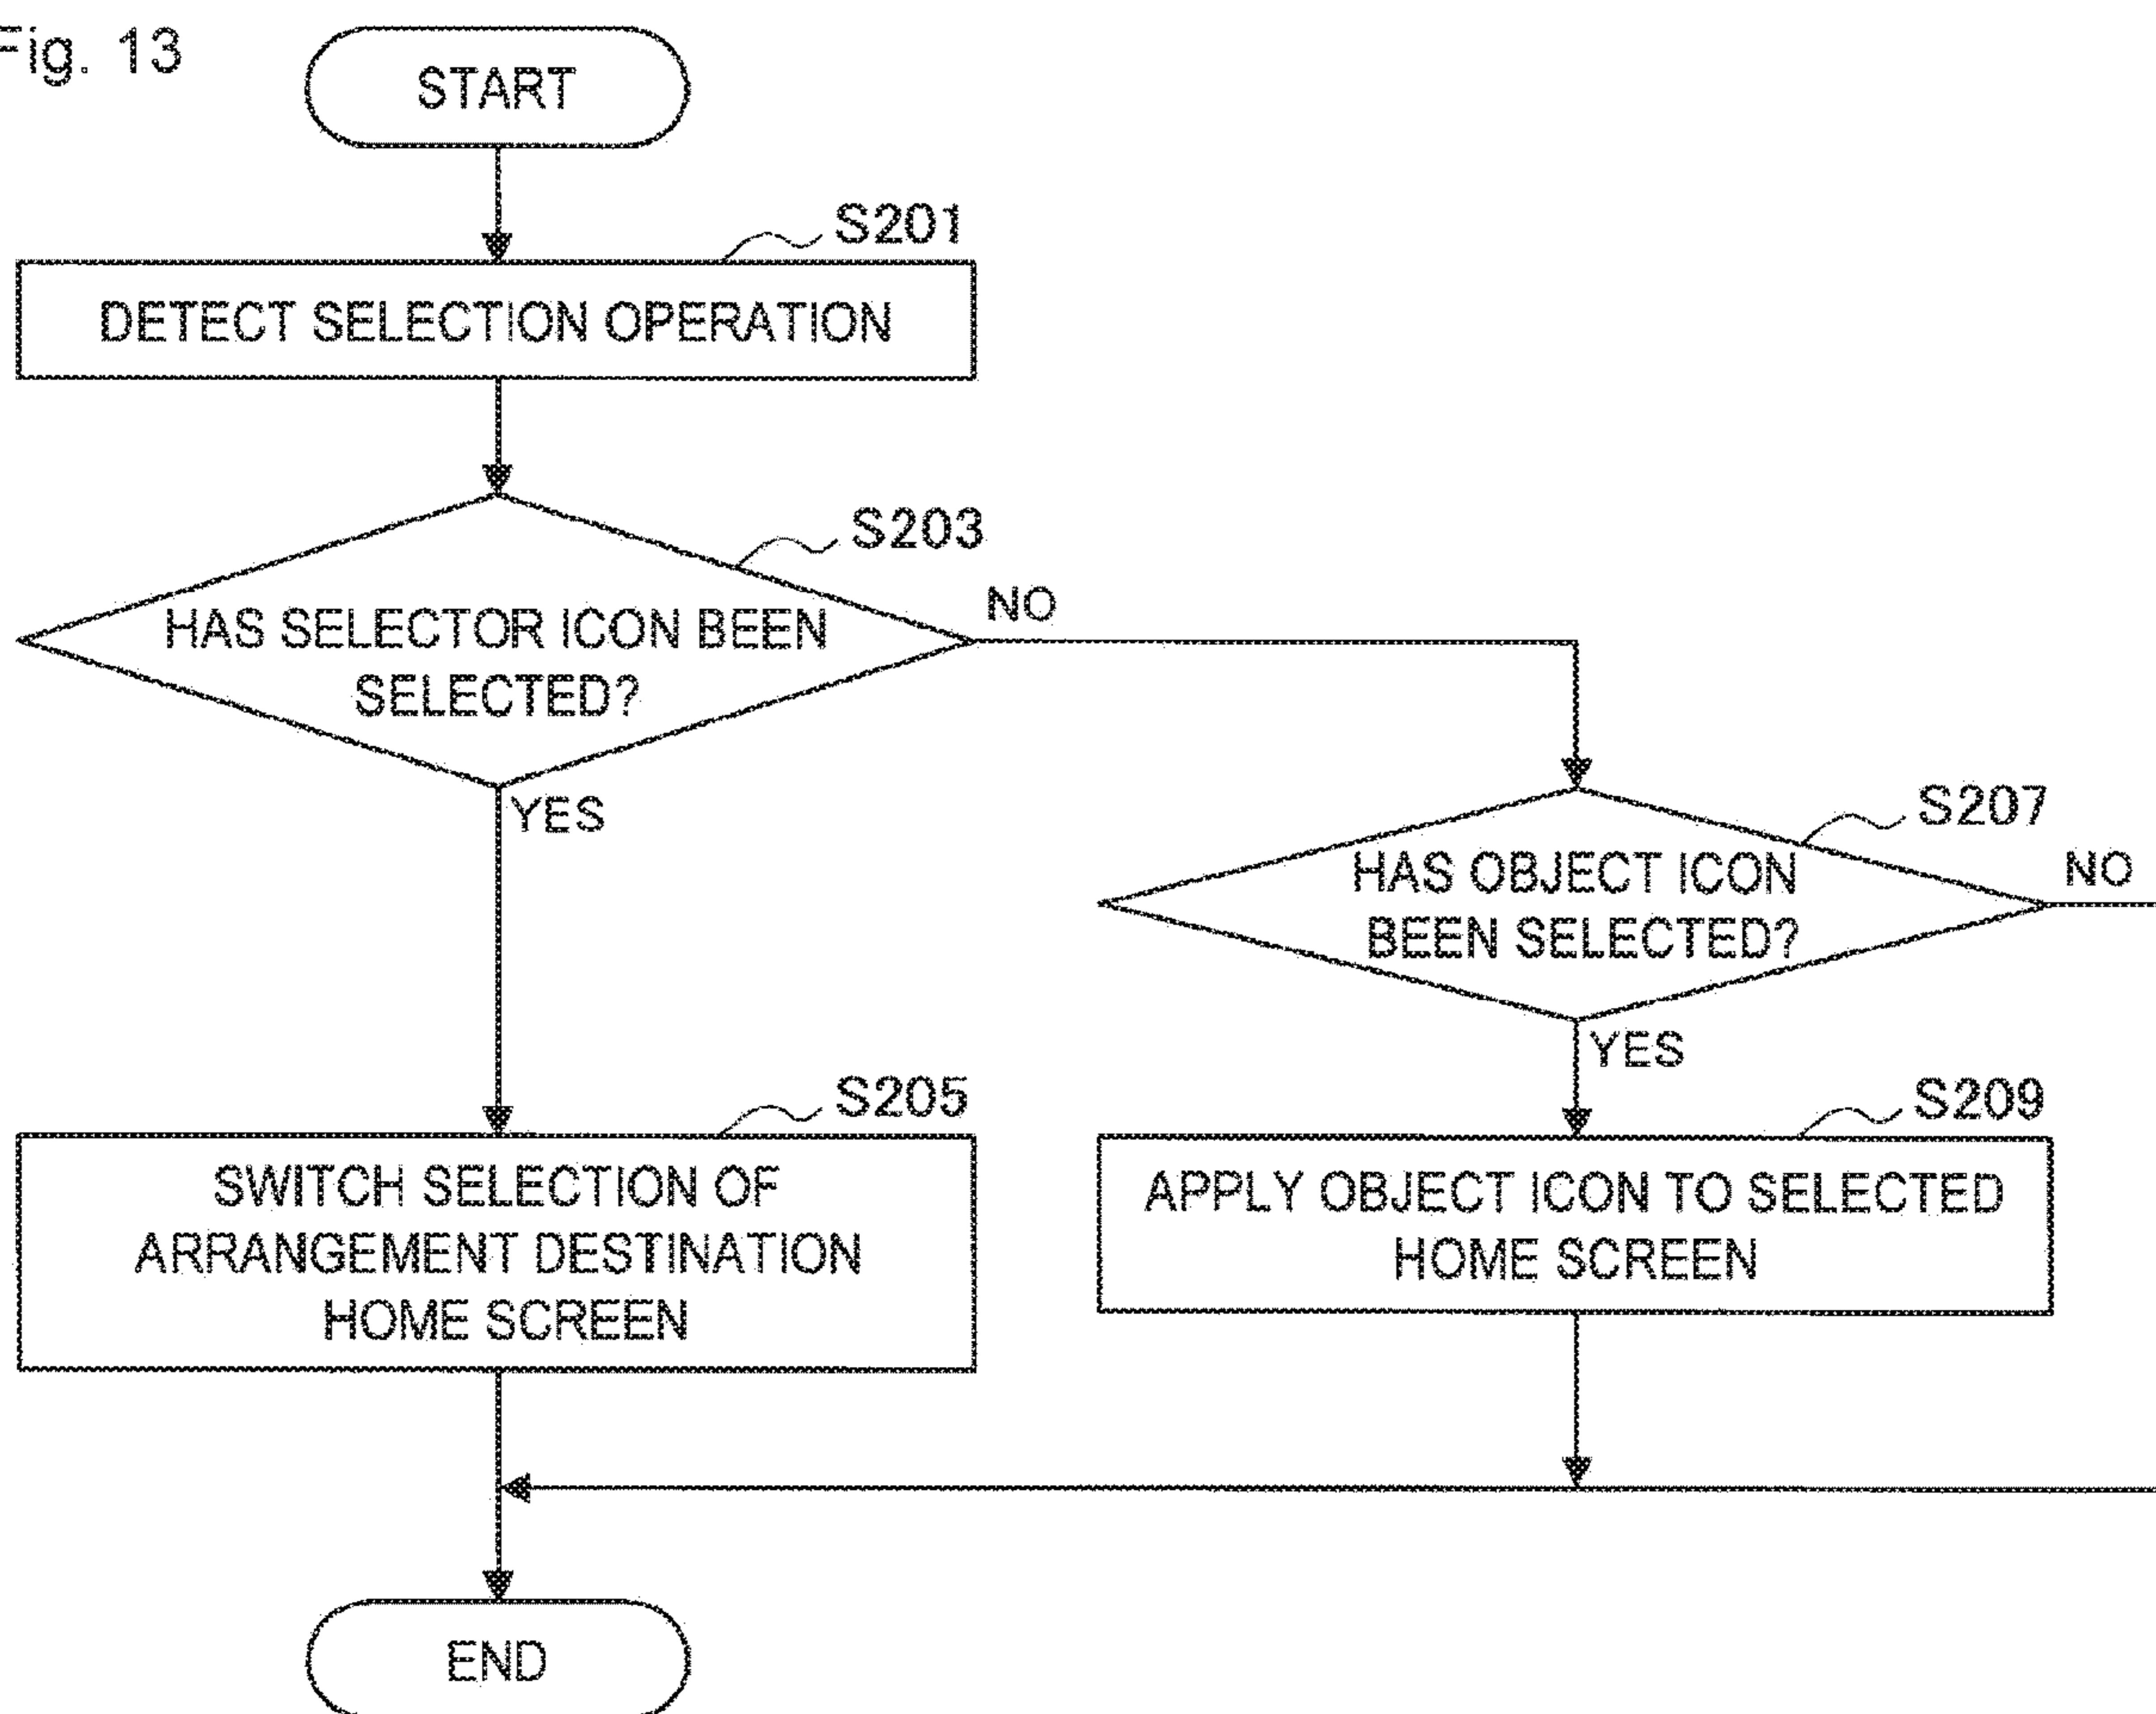 Fig. 13
START
S201
DETECT SELECTION OPERATION
S203
HAS SELECTOR ICON BEEN
SELECTED?
NO
YES
S207
HAS OBJECT ICON
BEEN SELECTED?
NO
YES
S205
SWITCH SELECTION OF
ARRANGEMENT DESTINATION
HOME SCREEN
S209
APPLY OBJECT ICON TO SELECTED
HOME SCREEN
END